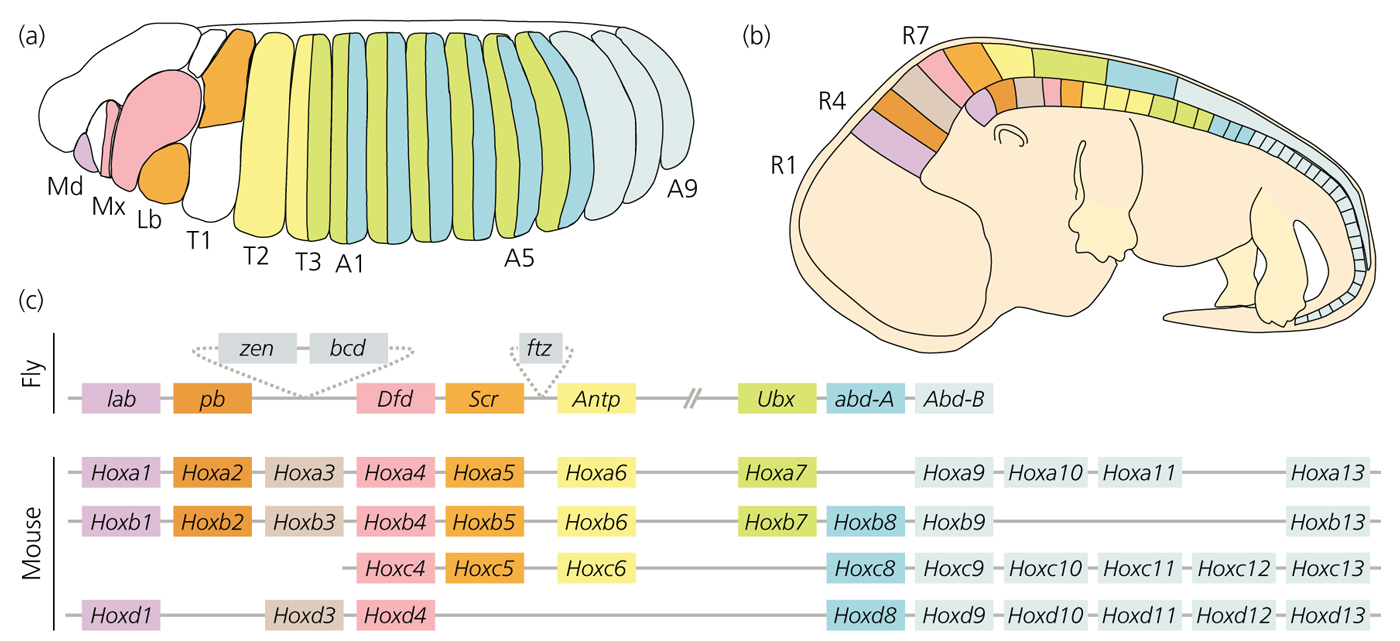 (a)
Md
Mx
Lb
T1
T2
T3
A1
A5
A9
(b)
R7
R4
R1
(c)
Fly
zen bcd ftz
lab pb Dfd Scr Antp Ubx abd-A Abd-B
Mouse
Hoxa1 Hoxa2 Hoxa3 Hoxa4 Hoxa5 Hoxa6 Hoxa7 Hoxa9 Hoxa10 Hoxa11 Hoxa13
Hoxb1 Hoxb2 Hoxb3 Hoxb4 Hoxb5 Hoxb6 Hoxb7 Hoxb8 Hoxb9 Hoxb13
Hoxc4 Hoxc5 Hoxc6 Hoxc8 Hoxc9 Hoxc10 Hoxc11 Hoxc12 Hoxc13
Hoxd1 Hoxd3 Hoxd4 Hoxd8 Hoxd9 Hoxd10 Hoxd11 Hoxd12 Hoxd13